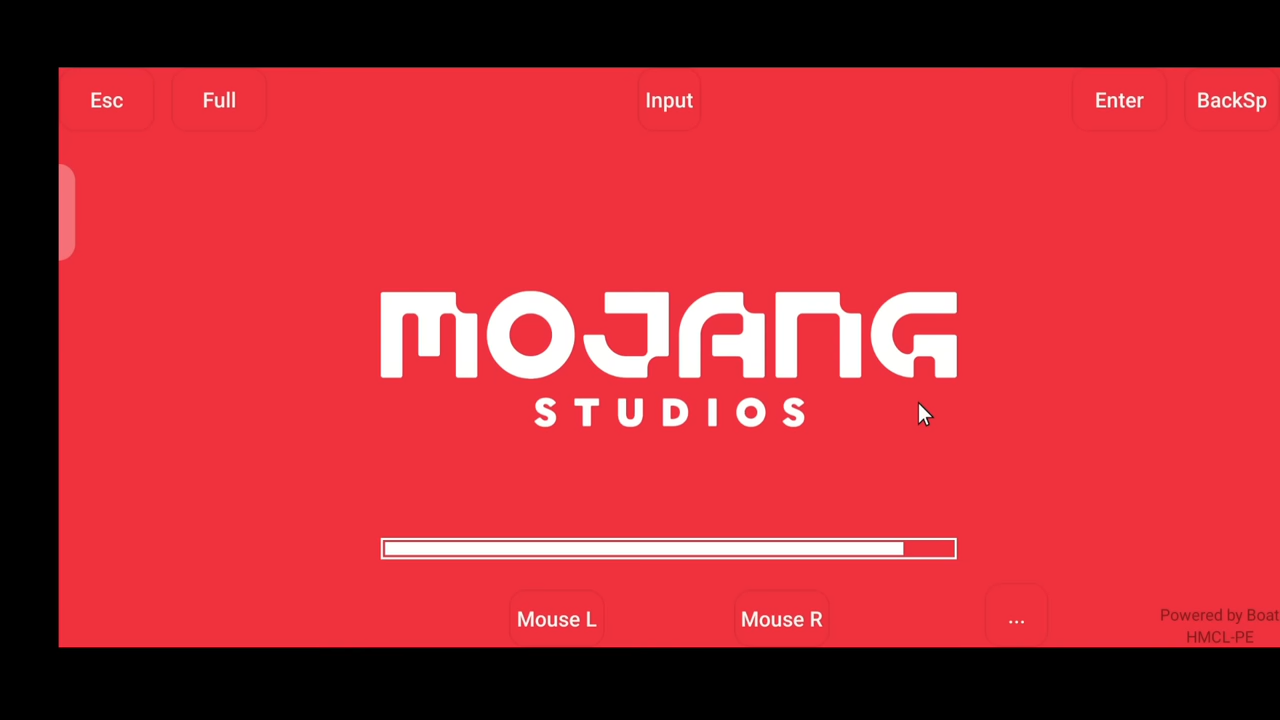 Esc
Full
Input
Enter
BackSp
MOJANG
STUDIOS
Mouse L
Mouse R
...
Powered by Boat
HMCL-PE